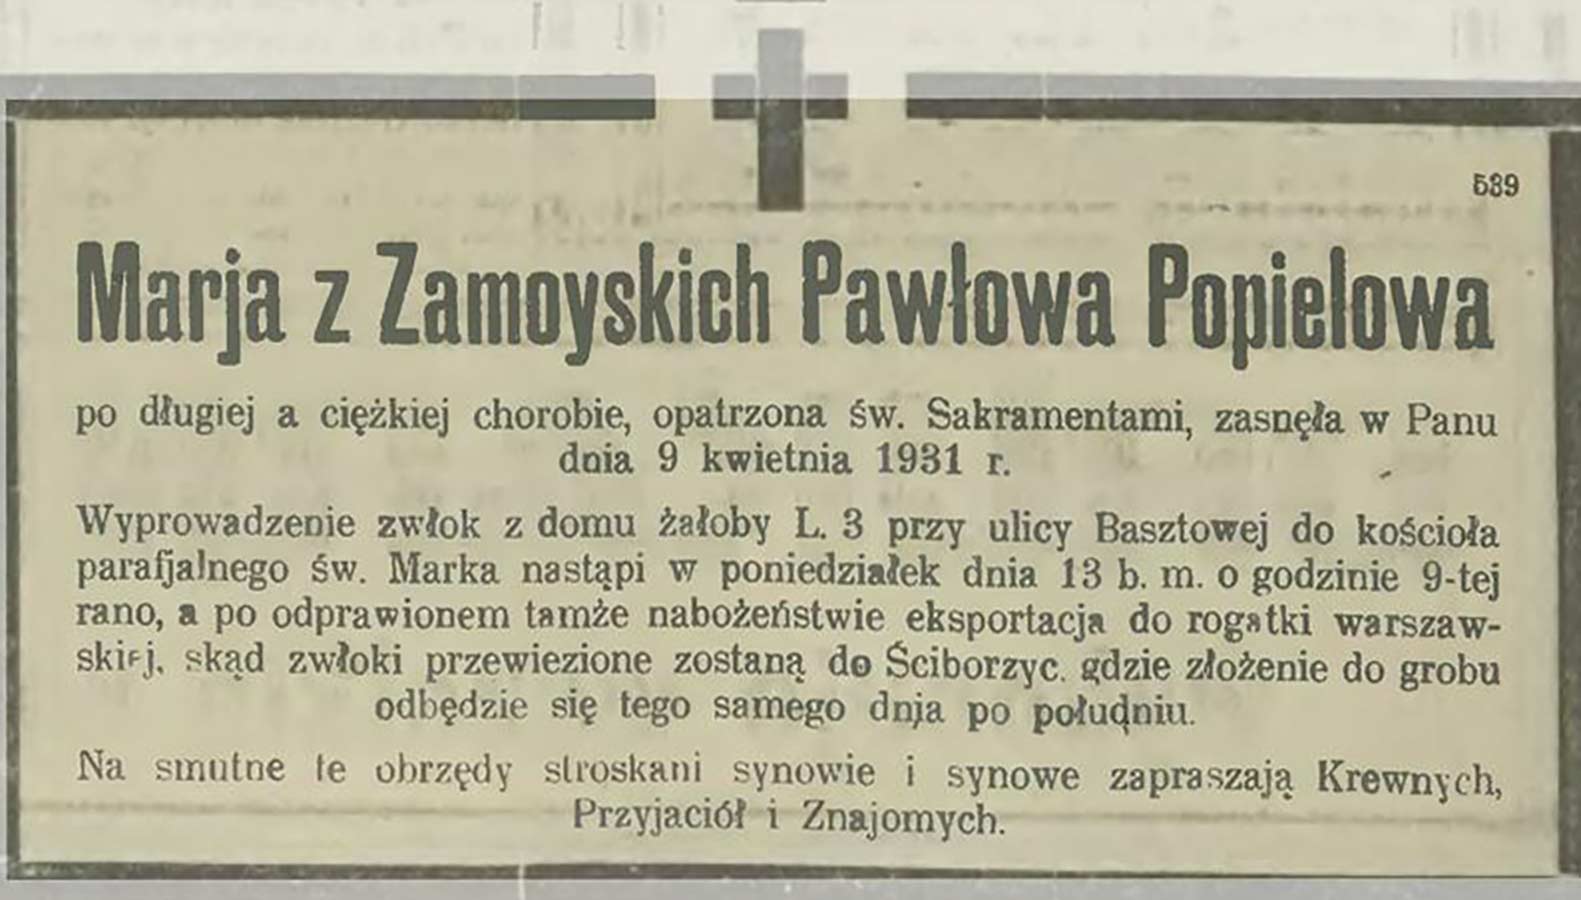 589
Marja z Zamoyskich Pawłowa Popielowa
po długiej a ciężkiej chorobie, opatrzona św. Sakramentami, zasnęła w Panu
dnia 9 kwietnia 1931 r.
Wyprowadzenie zwłok z domu żałoby L. 3 przy ulicy Basztowej do kościoła
parafjalnego św. Marka nastąpi w poniedziałek dnia 13 b. m. o godzinie 9-tej
rano, a po odprawionem tamże nabożeństwie eksportacja do rogatki warszaw-
skiej, skąd zwłoki przewiezione zostaną do Ściborzyc. gdzie złożenie do grobu
odbędzie się tego samego dnja po południu.
Na smutne te obrzędy stroskani synowie i synowe zapraszają Krewnych,
Przyjaciół i Znajomych.